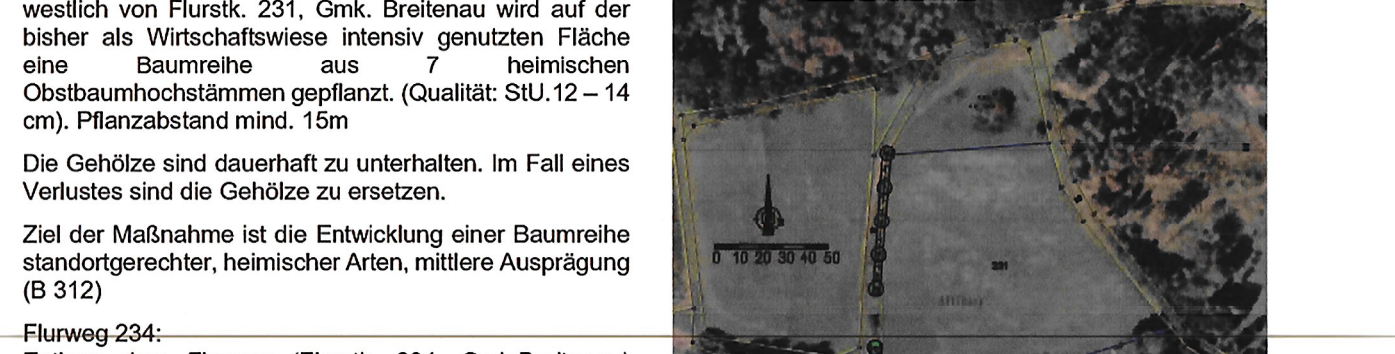 westlich von Flurstk. 231, Gmk. Breitenau wird auf der
bisher als Wirtschaftswiese intensiv genutzten Fläche
eine Baumreihe aus 7 heimischen
Obstbaumhochstämmen gepflanzt. (Qualität: StU.12 – 14
cm). Pflanzabstand mind. 15m
Die Gehölze sind dauerhaft zu unterhalten. Im Fall eines
Verlustes sind die Gehölze zu ersetzen.
Ziel der Maßnahme ist die Entwicklung einer Baumreihe
standortgerechter, heimischer Arten, mittlere Ausprägung
(B 312)
Flurweg 234:
0 10 20 30 40 50
231